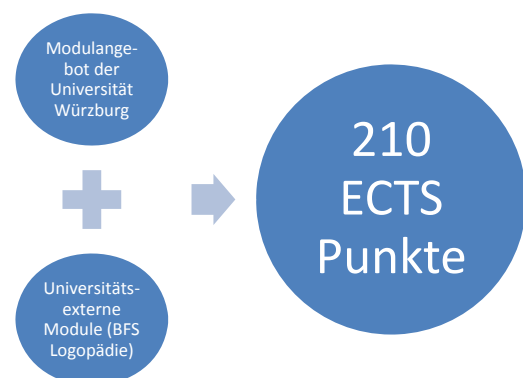 Modulange-
bot der
Universität
Würzburg
Universitäts-
externe
Module (BFS
Logopädie)
210
ECTS
Punkte